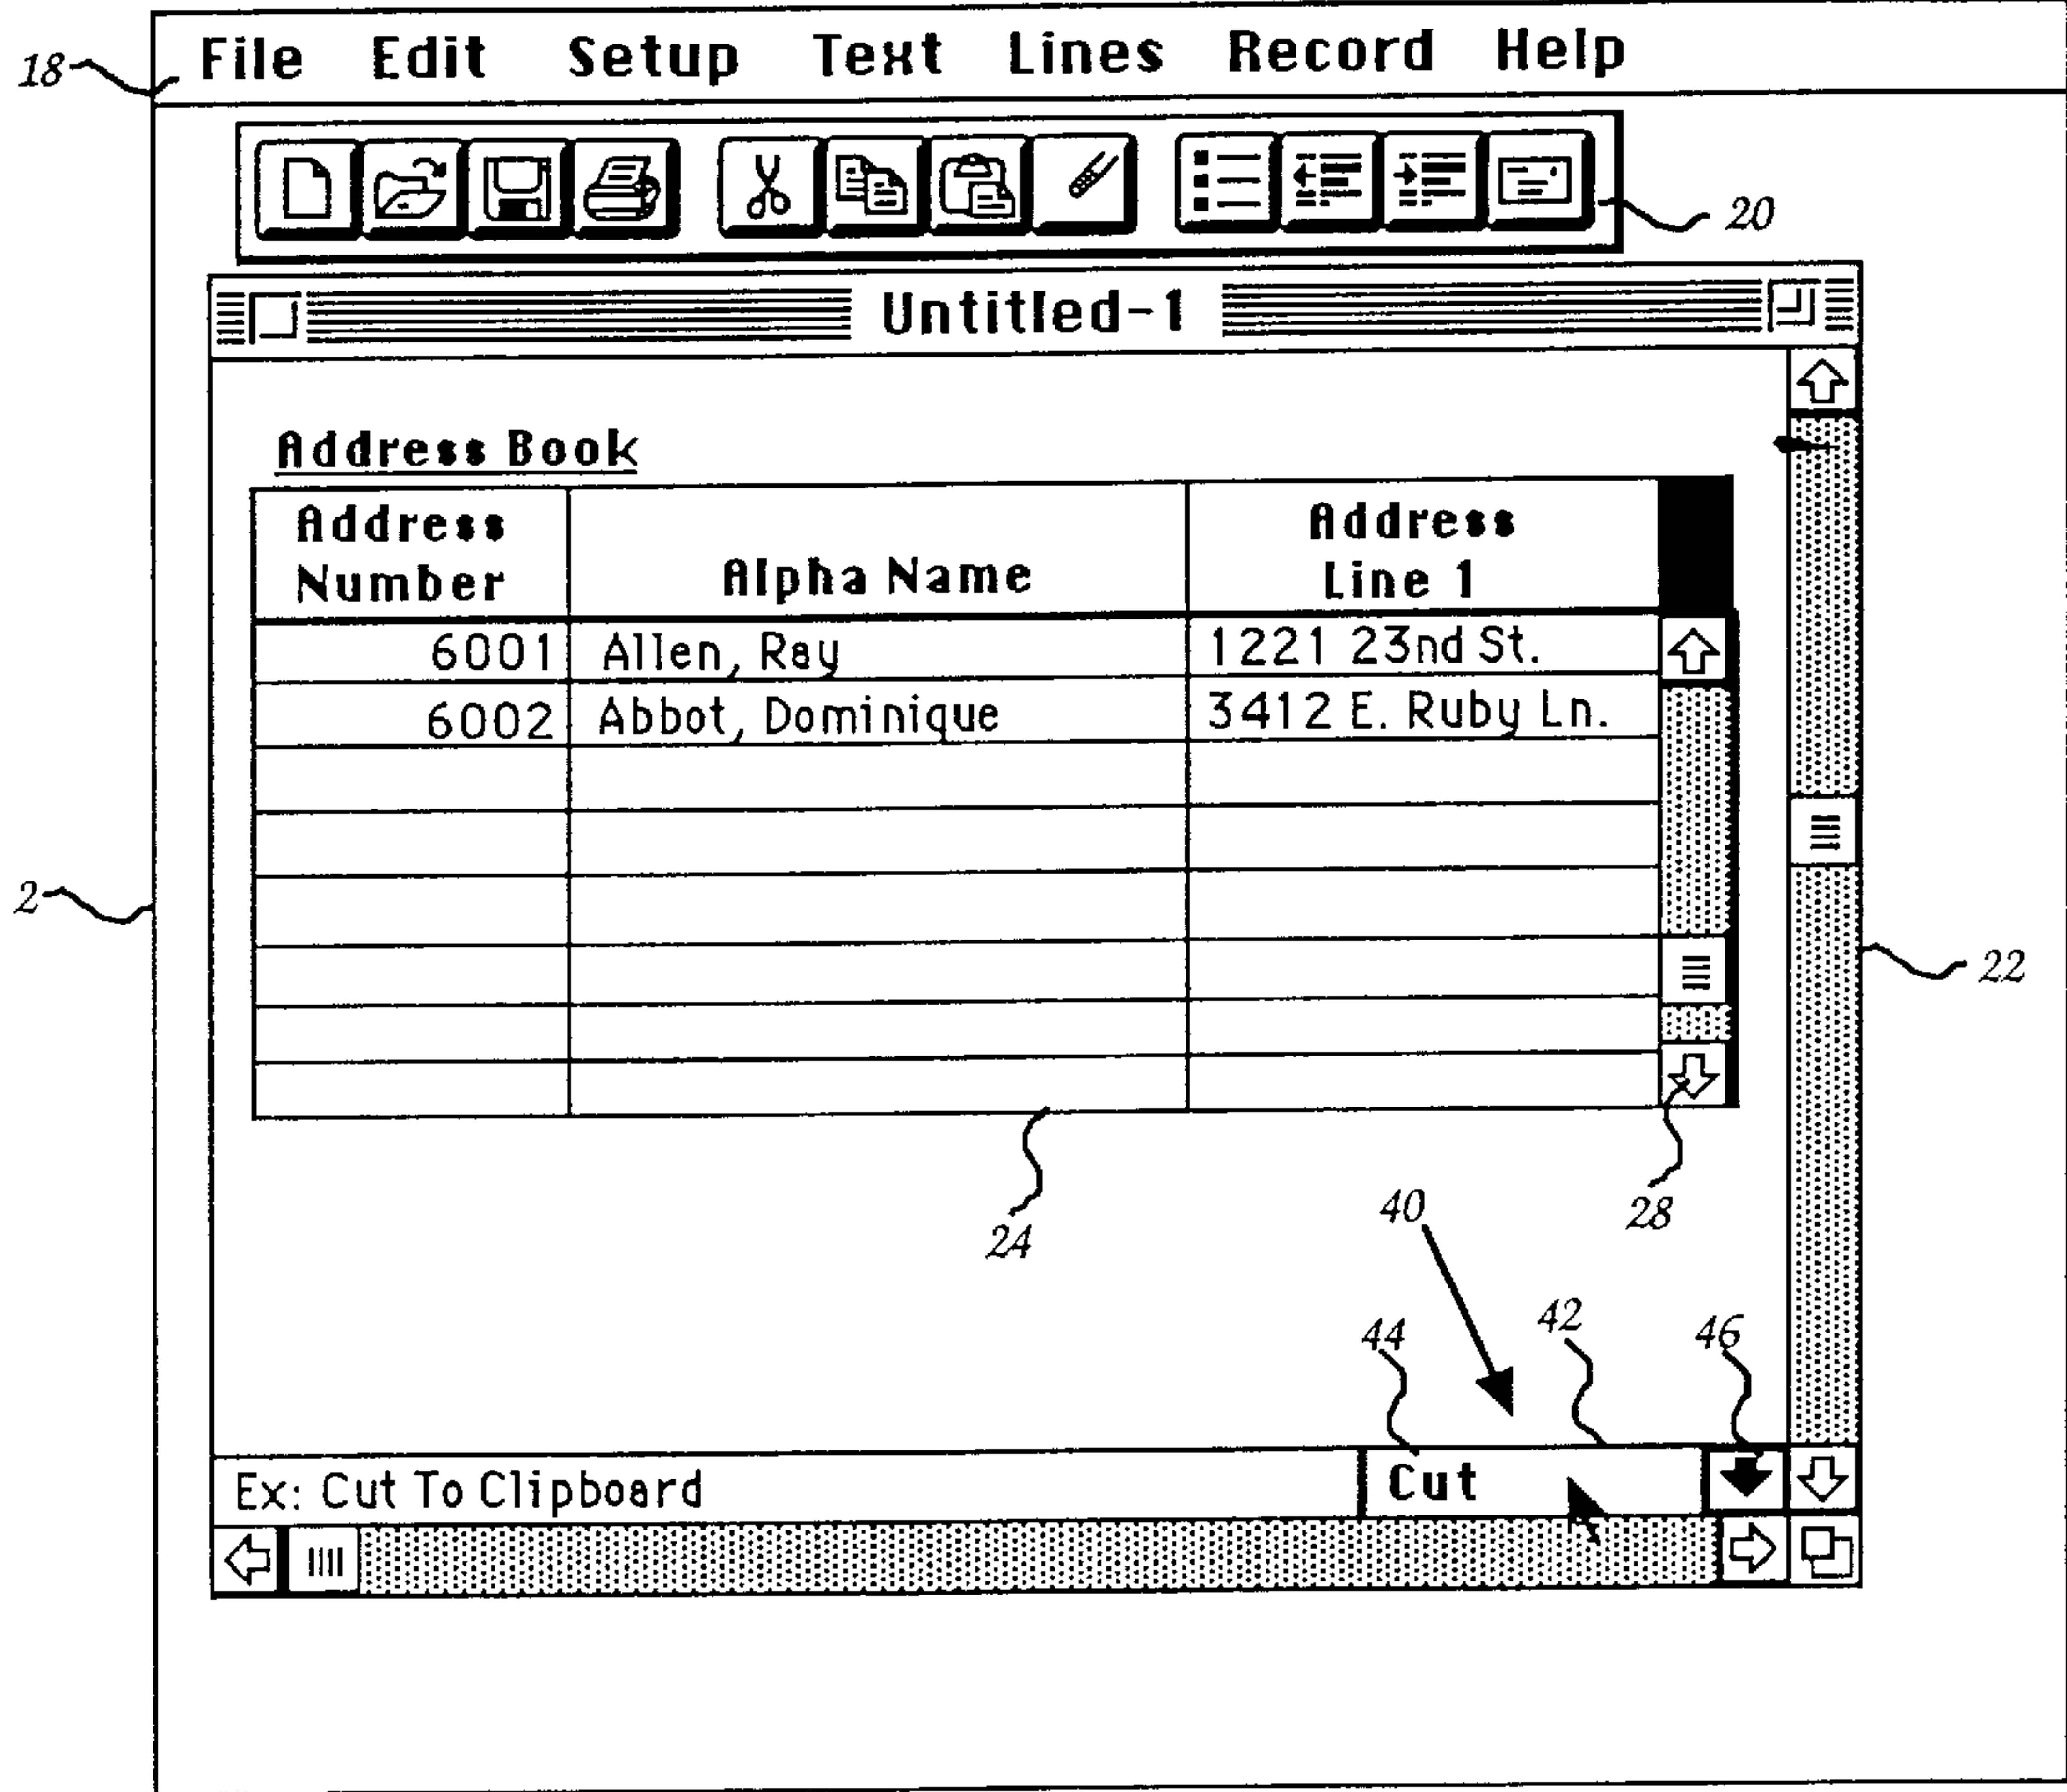 File Edit Setup Text Lines Record Help
18
20
Untitled-1
Address Book
Address Number Alpha Name Address Line 1
6001 Allen, Ray 1221 23nd St.
6002 Abbot, Dominique 3412 E. Ruby Ln.
2
22
24
28
40
44
42
46
Ex: Cut To Clipboard Cut